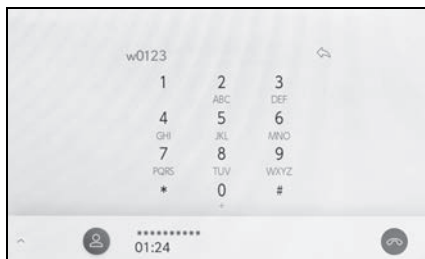 w0123
1 2 3
ABC DEF
4 5 6
GHI JKL MNO
7 8 9
PQRS TUV WXYZ
* 0 #
+
**********
01:24